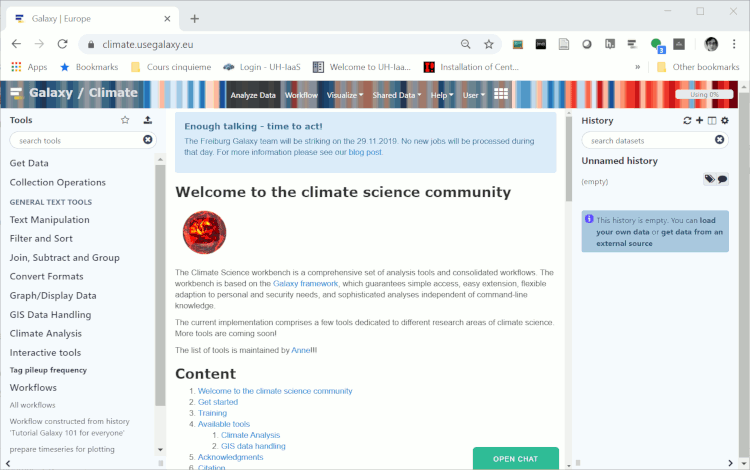 Galaxy | Europe
climate.usegalaxy.eu
3
Apps
Bookmarks
Cours cinquieme
Login - UH-IaaS
Welcome to UH-Iaa...
Installation of Cent...
»
Other bookmarks
Galaxy / Climate
Analyze Data
Workflow
Visualize
Shared Data
Help
User
Using 0%
Tools
search tools
Get Data
Collection Operations
GENERAL TEXT TOOLS
Text Manipulation
Filter and Sort
Join, Subtract and Group
Convert Formats
Graph/Display Data
GIS Data Handling
Climate Analysis
Interactive tools
Tag pileup frequency
Workflows
All workflows
Workflow constructed from history
'Tutorial Galaxy 101 for everyone'
prepare timeseries for plotting
Enough talking - time to act!
The Freiburg Galaxy team will be striking on the 29.11.2019. No new jobs will be processed during
that day. For more information please see our blog post.
Welcome to the climate science community
The Climate Science workbench is a comprehensive set of analysis tools and consolidated workflows. The
workbench is based on the Galaxy framework, which guarantees simple access, easy extension, flexible
adaption to personal and security needs, and sophisticated analyses independent of command-line
knowledge.
The current implementation comprises a few tools dedicated to different research areas of climate science.
More tools are coming soon!
The list of tools is maintained by Anne!!!
Content
1. Welcome to the climate science community
2. Get started
3. Training
4. Available tools
1. Climate Analysis
2. GIS data handling
5. Acknowledgments
6. Citation
OPEN CHAT
History
search datasets
Unnamed history
(empty)
This history is empty. You can load
your own data or get data from an
external source